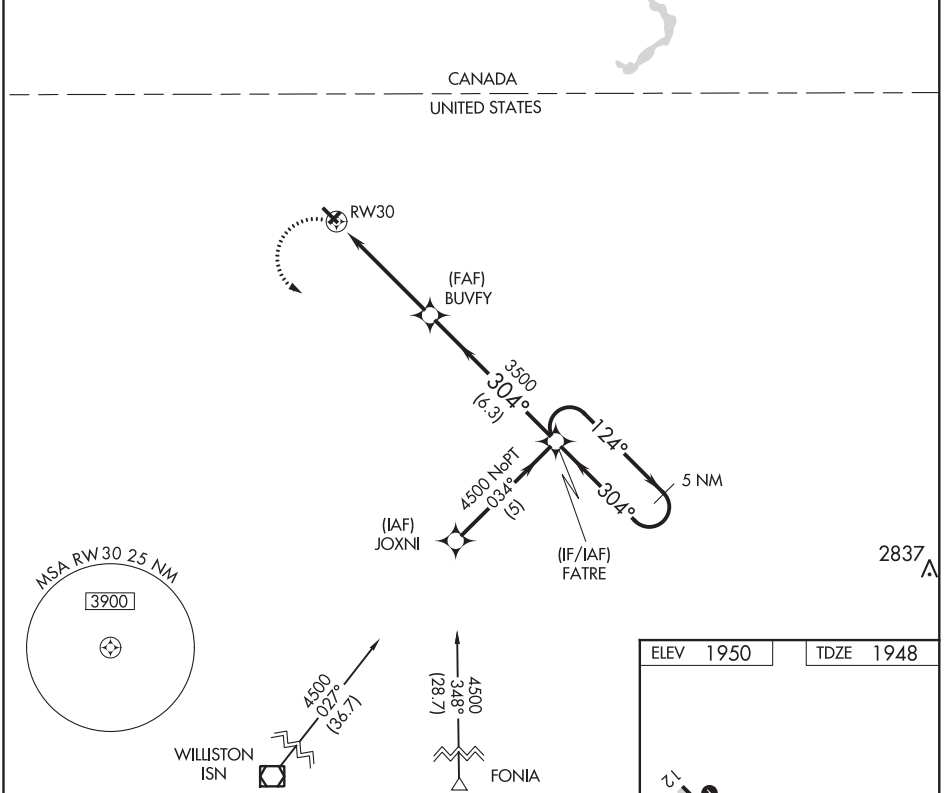 CANADA
UNITED STATES
RW30
(FAF)
BUVFY
3500
304°
(6.3)
124°
304°
5 NM
4500 NoPT
034°
(5)
(IAF)
JOXNI
(IF/IAF)
FATRE
2837
MSA RW30 25 NM
3900
4500
027°
(36.7)
4500
348°
(28.7)
WILLISTON
ISN
FONIA
ELEV 1950
TDZE 1948
12